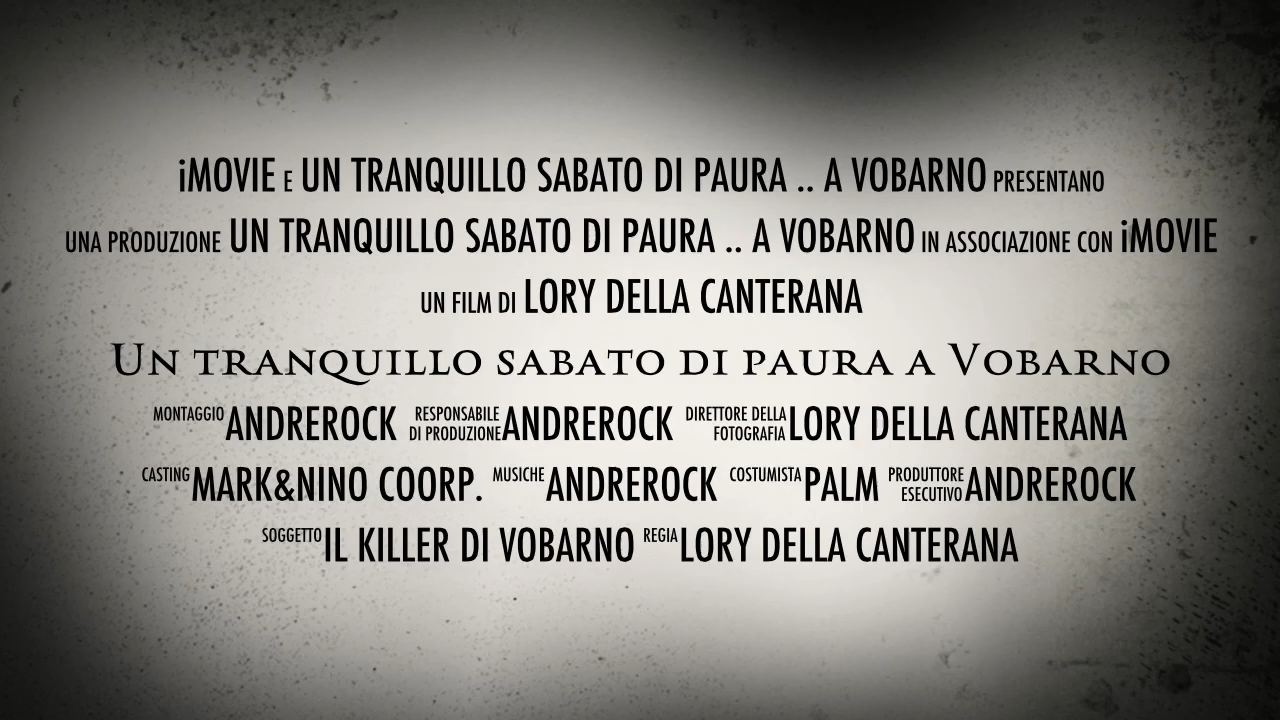 iMOVIE E UN TRANQUILLO SABATO DI PAURA .. A VOBARNO PRESENTANO
UNA PRODUZIONE UN TRANQUILLO SABATO DI PAURA .. A VOBARNO IN ASSOCIAZIONE CON iMOVIE
UN FILM DI LORY DELLA CANTERANA
UN TRANQUILLO SABATO DI PAURA A VOBARNO
MONTAGGIO ANDREROCK RESPONSABILE DI PRODUZIONE ANDREROCK DIRETTORE DELLA FOTOGRAFIA LORY DELLA CANTERANA
CASTING MARK&NINO COORP. MUSICHE ANDREROCK COSTUMISTA PALM PRODUTTORE ESECUTIVO ANDREROCK
SOGGETTO IL KILLER DI VOBARNO REGIA LORY DELLA CANTERANA